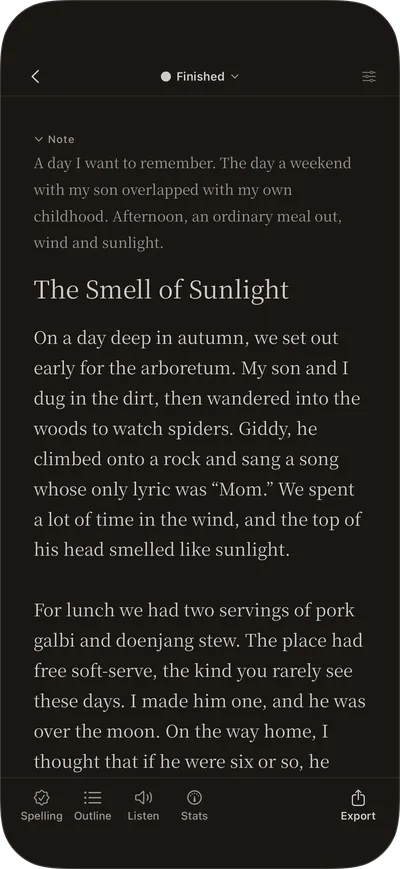 Finished
Note
A day I want to remember. The day a weekend
with my son overlapped with my own
childhood. Afternoon, an ordinary meal out,
wind and sunlight.
The Smell of Sunlight
On a day deep in autumn, we set out
early for the arboretum. My son and I
dug in the dirt, then wandered into the
woods to watch spiders. Giddy, he
climbed onto a rock and sang a song
whose only lyric was “Mom.” We spent
a lot of time in the wind, and the top of
his head smelled like sunlight.
For lunch we had two servings of pork
galbi and doenjang stew. The place had
free soft-serve, the kind you rarely see
these days. I made him one, and he was
over the moon. On the way home, I
thought that if he were six or so, he
Spelling Outline Listen Stats Export